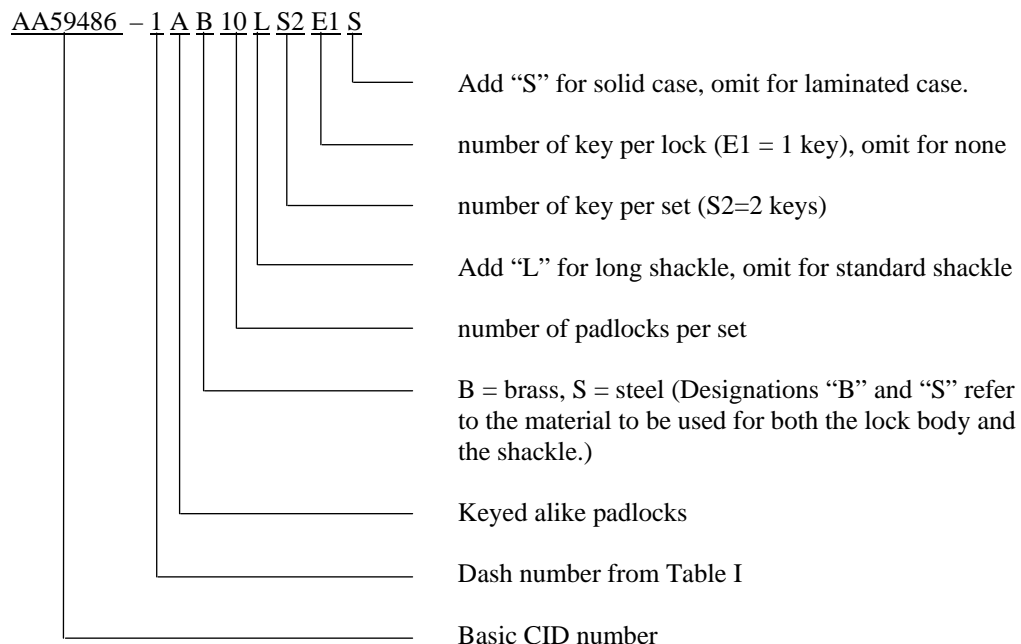 AA59486 – 1 A B 10 L S2 E1 S
Add “S” for solid case, omit for laminated case.
number of key per lock (E1 = 1 key), omit for none
number of key per set (S2=2 keys)
Add “L” for long shackle, omit for standard shackle
number of padlocks per set
B = brass, S = steel (Designations “B” and “S” refer
to the material to be used for both the lock body and
the shackle.)
Keyed alike padlocks
Dash number from Table I
Basic CID number